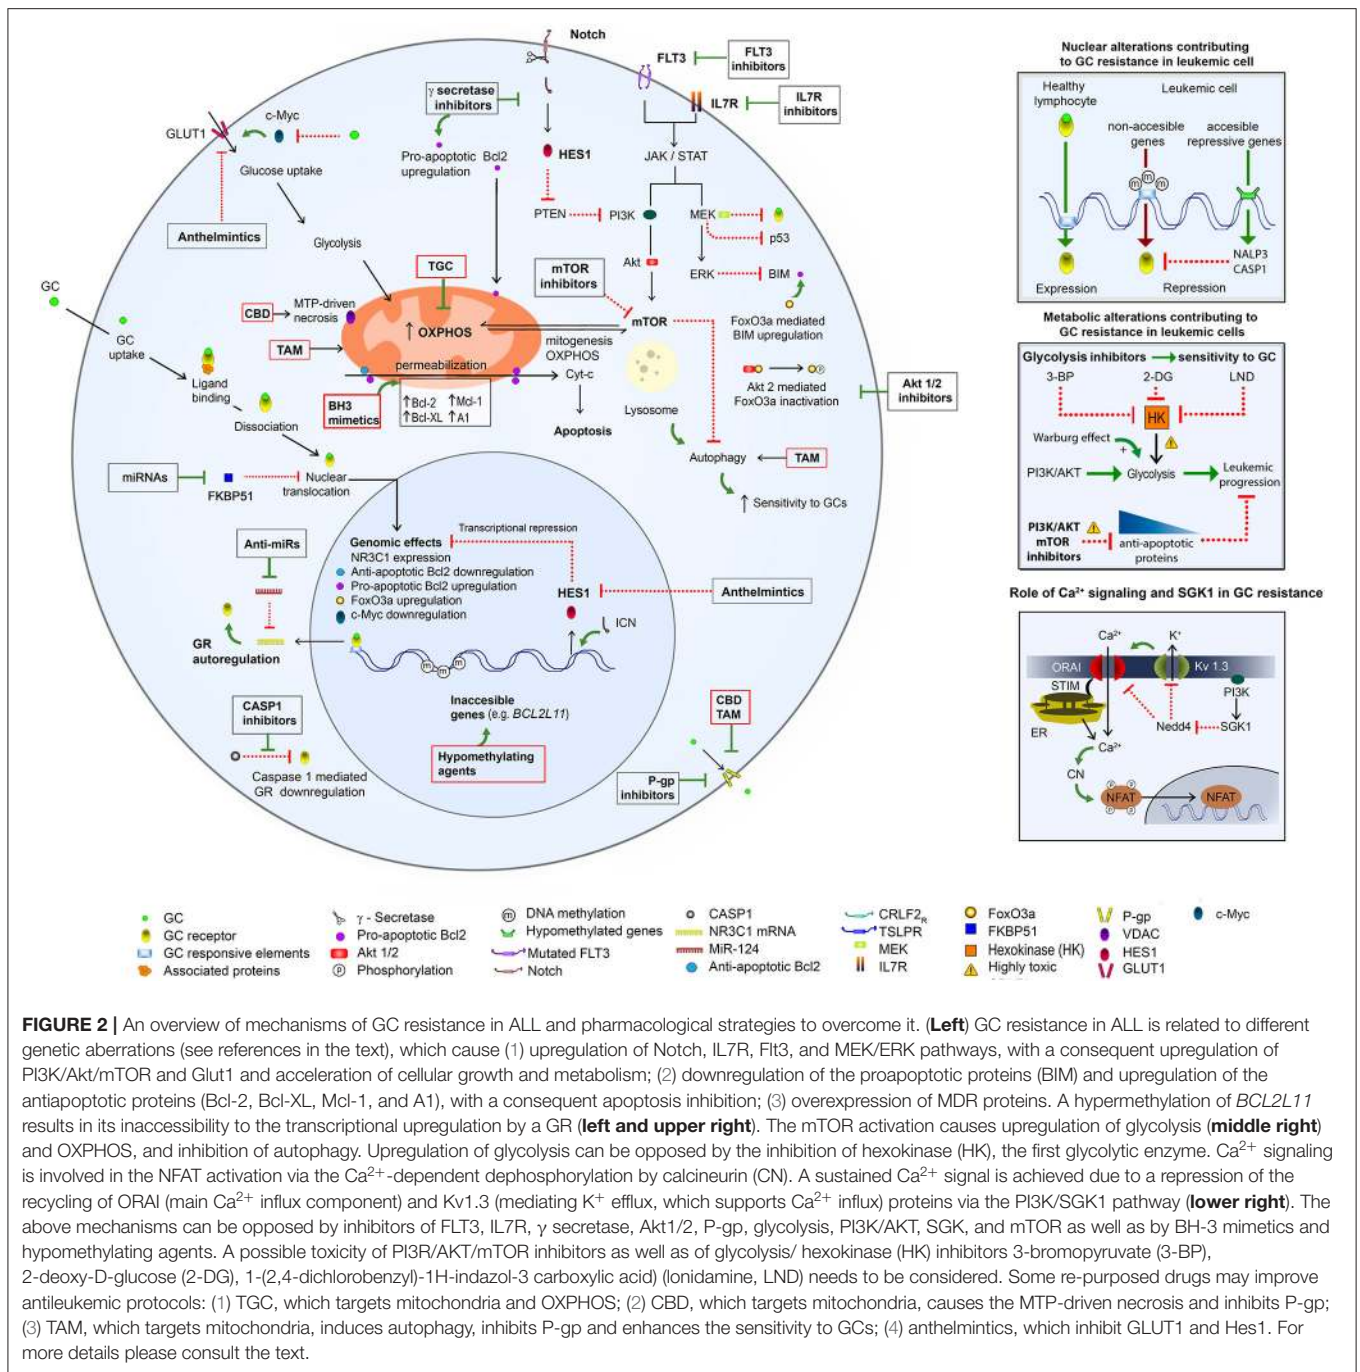 Notch
FLT3
FLT3
inhibitors
IL7R
IL7R
inhibitors
γ secretase
inhibitors
GLUT1
c-Myc
Glucose uptake
Pro-apoptotic Bcl2
upregulation
HES1
JAK / STAT
PTEN
PI3K
MEK
p53
Anthelmintics
Glycolysis
Akt
ERK
BIM
TGC
mTOR
inhibitors
GC
CBD
MTP-driven
necrosis
OXPHOS
mTOR
FoxO3a mediated
BIM upregulation
GC
uptake
TAM
mitogenesis
OXPHOS
permeabilization
Cyt-c
Ligand
binding
BH3
mimetics
↑Bcl-2 ↑Mcl-1
↑Bcl-XL ↑A1
Lysosome
Akt 2 mediated
FoxO3a inactivation
P
Akt 1/2
inhibitors
Dissociation
Apoptosis
Autophagy
TAM
miRNAs
FKBP51
Nuclear
translocation
↑ Sensitivity to GCs
Transcriptional repression
Anti-miRs
Genomic effects
NR3C1 expression
Anti-apoptotic Bcl2 downregulation
Pro-apoptotic Bcl2 upregulation
FoxO3a upregulation
c-Myc downregulation
HES1
Anthelmintics
ICN
GR
autoregulation
m m m
CASP1
inhibitors
Inaccesible
genes (e.g. BCL2L11)
CBD
TAM
Caspase 1 mediated
GR downregulation
Hypomethylating
agents
P-gp
inhibitors
Nuclear alterations contributing
to GC resistance in leukemic cell
Healthy
lymphocyte
Leukemic cell
non-accesible
genes
accesible
repressive genes
m m m
NALP3
CASP1
Expression
Repression
Metabolic alterations contributing to
GC resistance in leukemic cells
Glycolysis inhibitors
sensitivity to GC
3-BP
2-DG
LND
HK
Warburg effect
+
PI3K/AKT
Glycolysis
Leukemic
progression
PI3K/AKT
mTOR
inhibitors
anti-apoptotic
proteins
Role of Ca²⁺ signaling and SGK1 in GC resistance
Ca²⁺
K⁺
ORAI
Kv 1.3
STIM
PI3K
ER
Nedd4
SGK1
Ca²⁺
CN
P P
NFAT
P P
NFAT
GC
GC receptor
GC responsive elements
Associated proteins
γ - Secretase
Pro-apoptotic Bcl2
Akt 1/2
P Phosphorylation
m DNA methylation
Hypomethylated genes
Mutated FLT3
Notch
CASP1
NR3C1 mRNA
MiR-124
Anti-apoptotic Bcl2
CRLF2R
TSLPR
MEK
IL7R
FoxO3a
FKBP51
Hexokinase (HK)
Highly toxic
P-gp
VDAC
HES1
GLUT1
c-Myc
FIGURE 2 | An overview of mechanisms of GC resistance in ALL and pharmacological strategies to overcome it. (Left) GC resistance in ALL is related to different
genetic aberrations (see references in the text), which cause (1) upregulation of Notch, IL7R, Flt3, and MEK/ERK pathways, with a consequent upregulation of
PI3K/Akt/mTOR and Glut1 and acceleration of cellular growth and metabolism; (2) downregulation of the proapoptotic proteins (BIM) and upregulation of the
antiapoptotic proteins (Bcl-2, Bcl-XL, Mcl-1, and A1), with a consequent apoptosis inhibition; (3) overexpression of MDR proteins. A hypermethylation of BCL2L11
results in its inaccessibility to the transcriptional upregulation by a GR (left and upper right). The mTOR activation causes upregulation of glycolysis (middle right)
and OXPHOS, and inhibition of autophagy. Upregulation of glycolysis can be opposed by the inhibition of hexokinase (HK), the first glycolytic enzyme. Ca²⁺ signaling
is involved in the NFAT activation via the Ca²⁺-dependent dephosphorylation by calcineurin (CN). A sustained Ca²⁺ signal is achieved due to a repression of the
recycling of ORAI (main Ca²⁺ influx component) and Kv1.3 (mediating K⁺ efflux, which supports Ca²⁺ influx) proteins via the PI3K/SGK1 pathway (lower right). The
above mechanisms can be opposed by inhibitors of FLT3, IL7R, γ secretase, Akt1/2, P-gp, glycolysis, PI3K/AKT, SGK, and mTOR as well as by BH-3 mimetics and
hypomethylating agents. A possible toxicity of PI3R/AKT/mTOR inhibitors as well as of glycolysis/ hexokinase (HK) inhibitors 3-bromopyruvate (3-BP),
2-deoxy-D-glucose (2-DG), 1-(2,4-dichlorobenzyl)-1H-indazol-3 carboxylic acid) (lonidamine, LND) needs to be considered. Some re-purposed drugs may improve
antileukemic protocols: (1) TGC, which targets mitochondria and OXPHOS; (2) CBD, which targets mitochondria, causes the MTP-driven necrosis and inhibits P-gp;
(3) TAM, which targets mitochondria, induces autophagy, inhibits P-gp and enhances the sensitivity to GCs; (4) anthelmintics, which inhibit GLUT1 and Hes1. For
more details please consult the text.